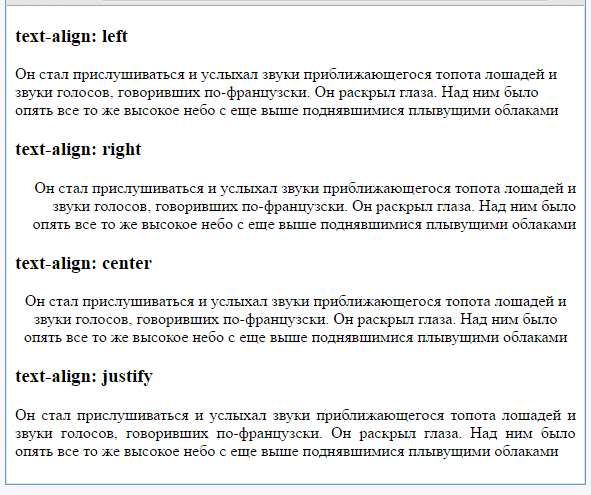 text-align: left
Он стал прислушиваться и услыхал звуки приближающегося топота лошадей и
звуки голосов, говоривших по-французски. Он раскрыл глаза. Над ним было
опять все то же высокое небо с еще выше поднявшимися плывущими облаками
text-align: right
Он стал прислушиваться и услыхал звуки приближающегося топота лошадей и
звуки голосов, говоривших по-французски. Он раскрыл глаза. Над ним было
опять все то же высокое небо с еще выше поднявшимися плывущими облаками
text-align: center
Он стал прислушиваться и услыхал звуки приближающегося топота лошадей и
звуки голосов, говоривших по-французски. Он раскрыл глаза. Над ним было
опять все то же высокое небо с еще выше поднявшимися плывущими облаками
text-align: justify
Он стал прислушиваться и услыхал звуки приближающегося топота лошадей и
звуки голосов, говоривших по-французски. Он раскрыл глаза. Над ним было
опять все то же высокое небо с еще выше поднявшимися плывущими облаками